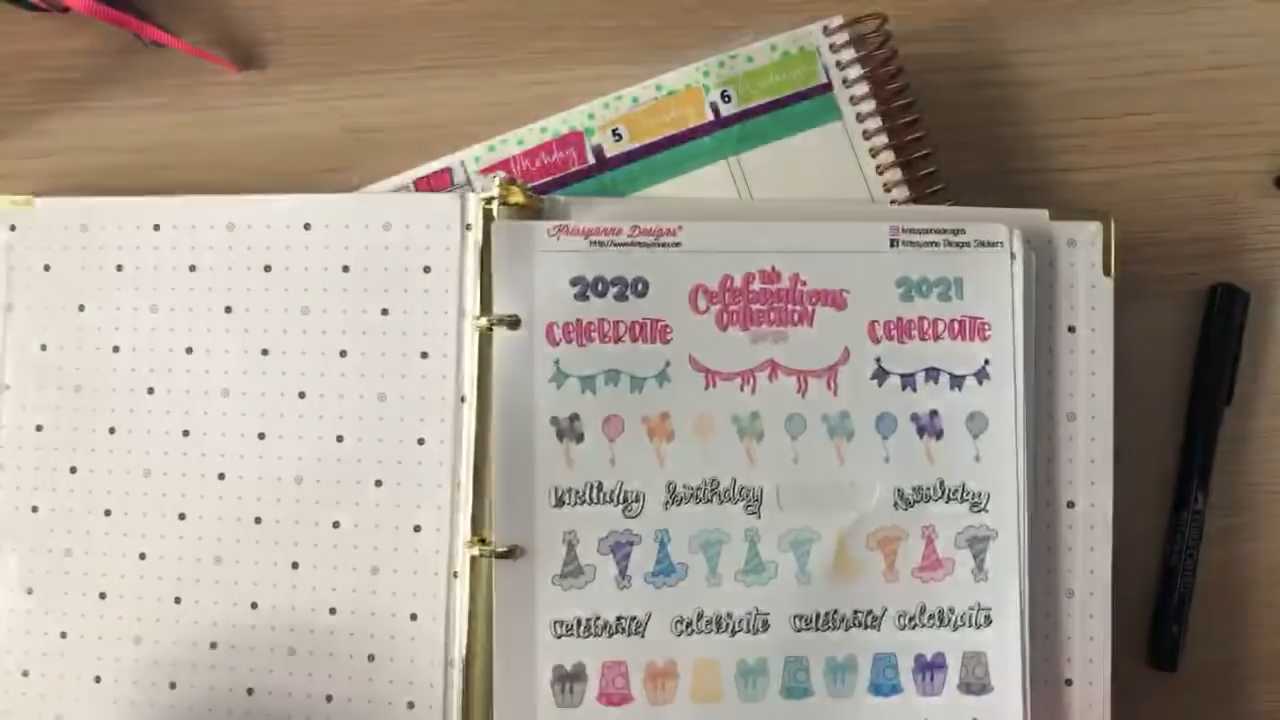 6
5
Monday
Krissyanne Designs
http://www.krissyanne.com
krissyannedesigns
Krissyanne Designs Stickers
2020 The Celebrations Collection 2021
CELEBRATE CELEBRATE
Birthday birthday birthday
celebrate! celebrate celebrate! celebrate